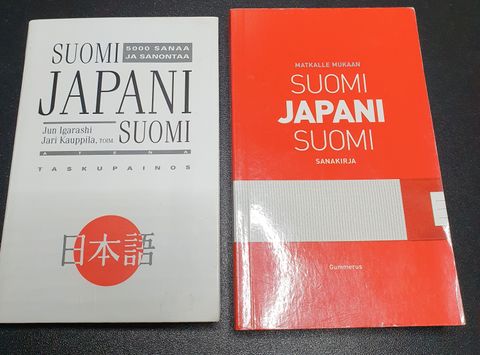 SUOMI
5000 SANAA
JA SANONTAA
JAPANI
Jun Igarashi
Jari Kauppila, TOIM.
SUOMI
ATENA
TASKUPAINOS
日本語
MATKALLE MUKAAN
SUOMI
JAPANI
SUOMI
SANAKIRJA
Gummerus